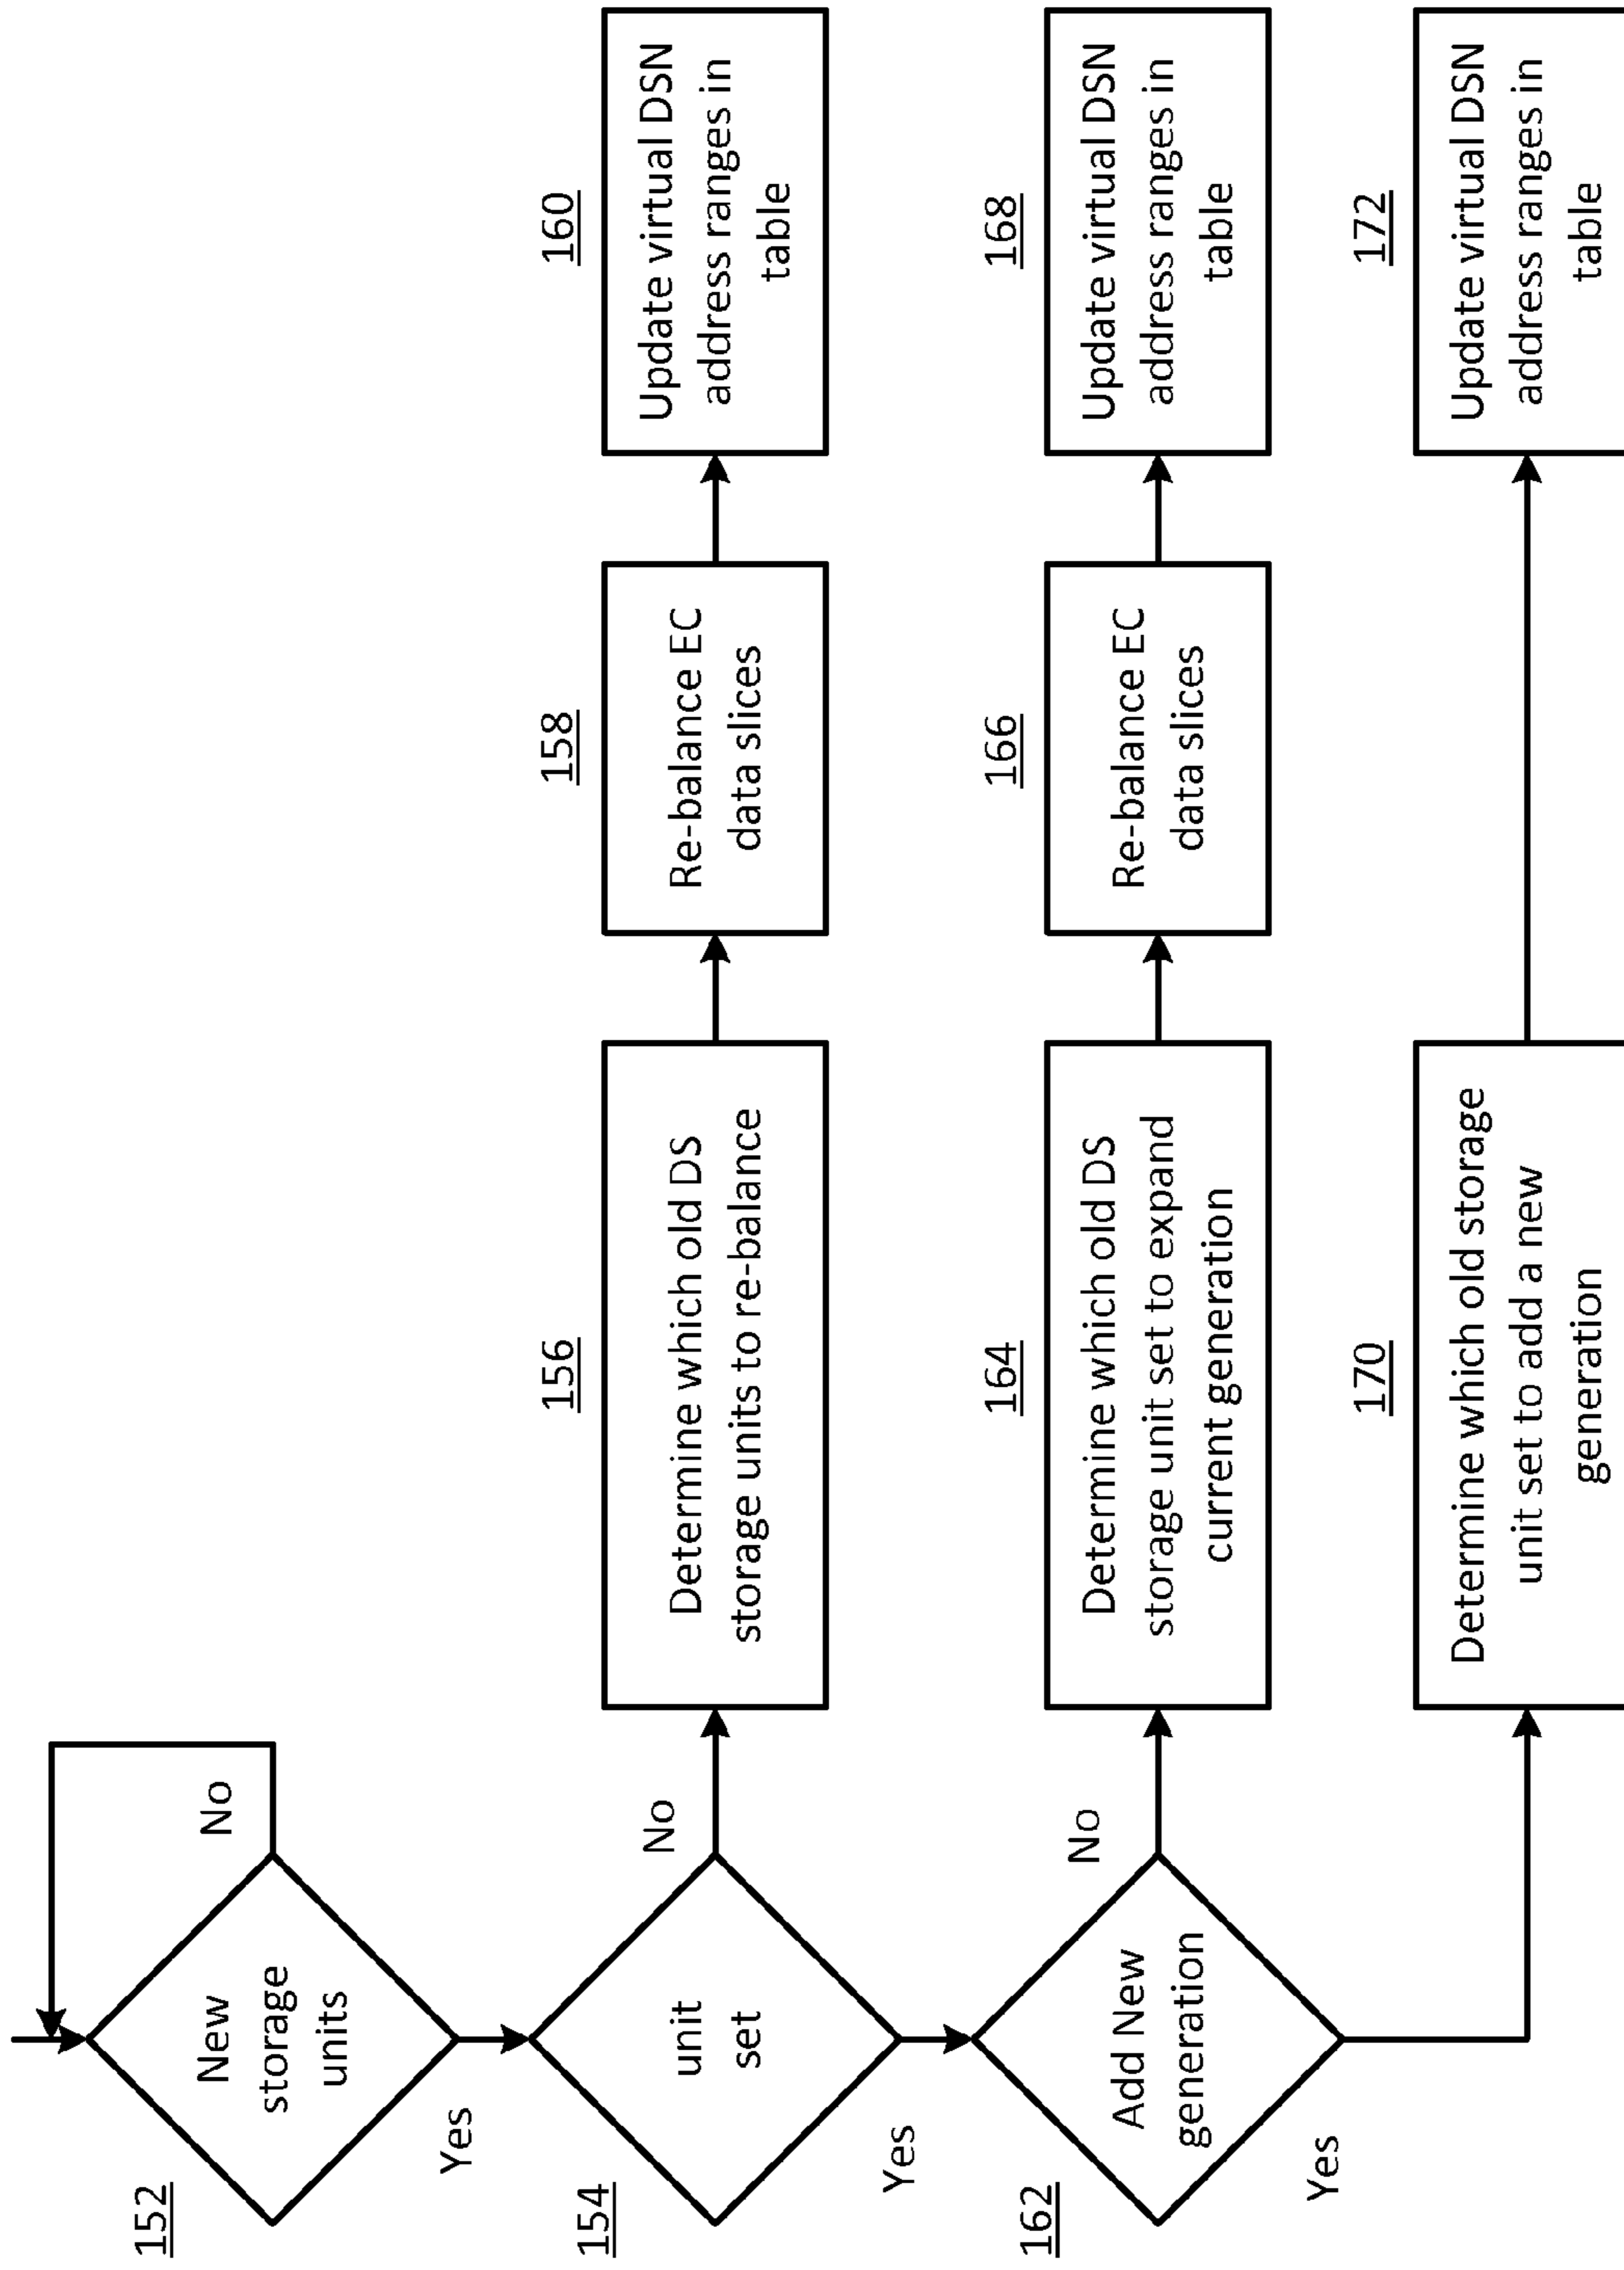 152
New
storage
units
No
Yes
154
unit
set
No
Yes
156
Determine which old DS
storage units to re-balance
158
Re-balance EC
data slices
160
Update virtual DSN
address ranges in
table
162
Add New
generation
No
Yes
164
Determine which old DS
storage unit set to expand
current generation
166
Re-balance EC
data slices
168
Update virtual DSN
address ranges in
table
170
Determine which old storage
unit set to add a new
generation
172
Update virtual DSN
address ranges in
table